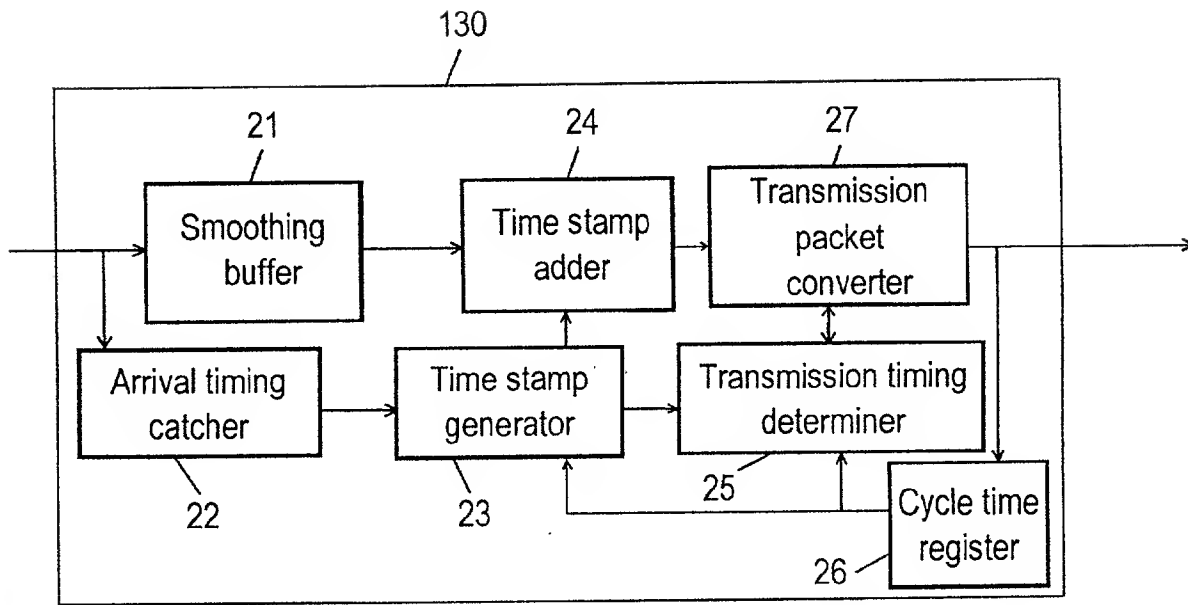 130
21
24
27
Smoothing
buffer
Time stamp
adder
Transmission
packet
converter
Arrival timing
catcher
Time stamp
generator
Transmission timing
determiner
22
23
25
Cycle time
register
26